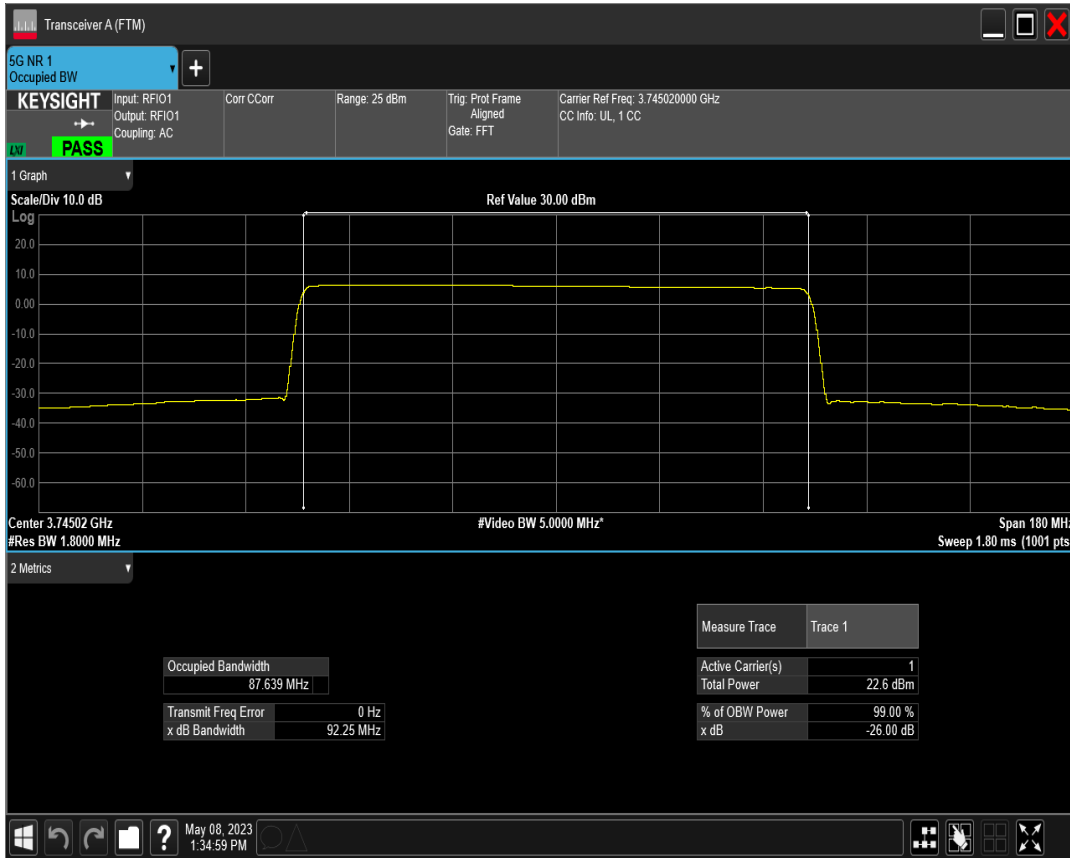 Transceiver A (FTM)
5G NR 1
Occupied BW
+
KEYSIGHT
Input: RFIO1
Output: RFIO1
Coupling: AC
Corr CCorr
Range: 25 dBm
Trig: Prot Frame
Aligned
Gate: FFT
Carrier Ref Freq: 3.745020000 GHz
CC Info: UL, 1 CC
LXI
PASS
1 Graph
Scale/Div 10.0 dB
Ref Value 30.00 dBm
Log
20.0
10.0
0.00
-10.0
-20.0
-30.0
-40.0
-50.0
-60.0
Center 3.74502 GHz
#Video BW 5.0000 MHz*
Span 180 MHz
#Res BW 1.8000 MHz
Sweep 1.80 ms (1001 pts
2 Metrics
Measure Trace
Trace 1
Occupied Bandwidth
87.639 MHz
Active Carrier(s)
1
Total Power
22.6 dBm
Transmit Freq Error
0 Hz
% of OBW Power
99.00 %
x dB Bandwidth
92.25 MHz
x dB
-26.00 dB
?
May 08, 2023
1:34:59 PM